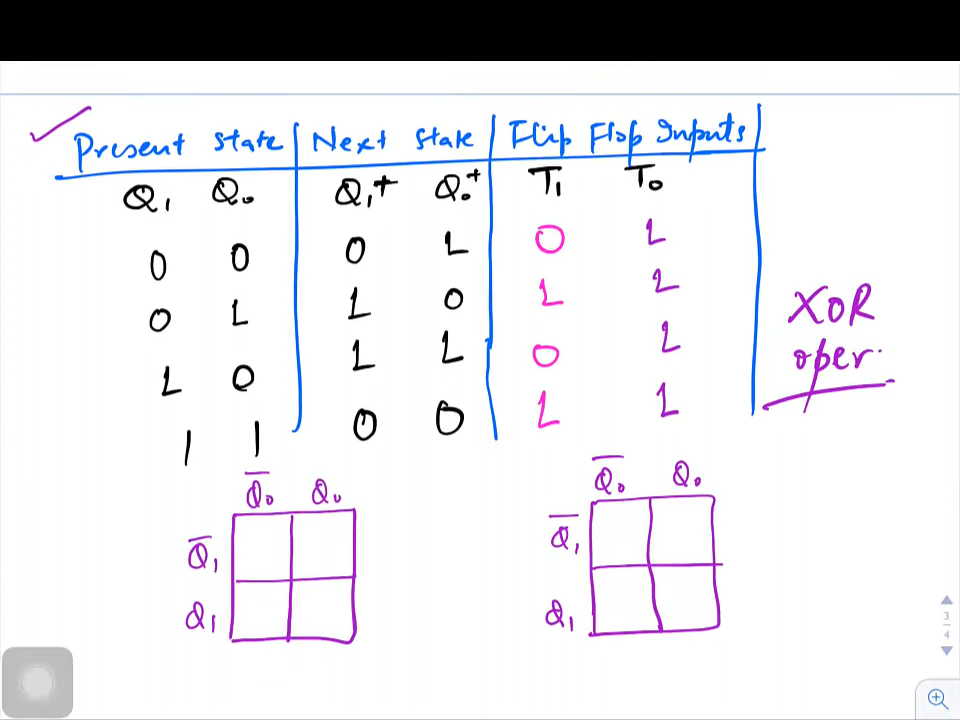 Present State Next State Flip Flop Inputs
Q₁ Q₀ Q₁⁺ Q₀⁺ T₁ T₀
0 0 0 1 0 1
0 1 1 0 1 1
1 0 1 1 0 1
1 1 0 0 1 1
XOR
oper.
Q̅₀ Q₀
Q̅₁
Q₁
Q̅₀ Q₀
Q̅₁
Q₁
3
4